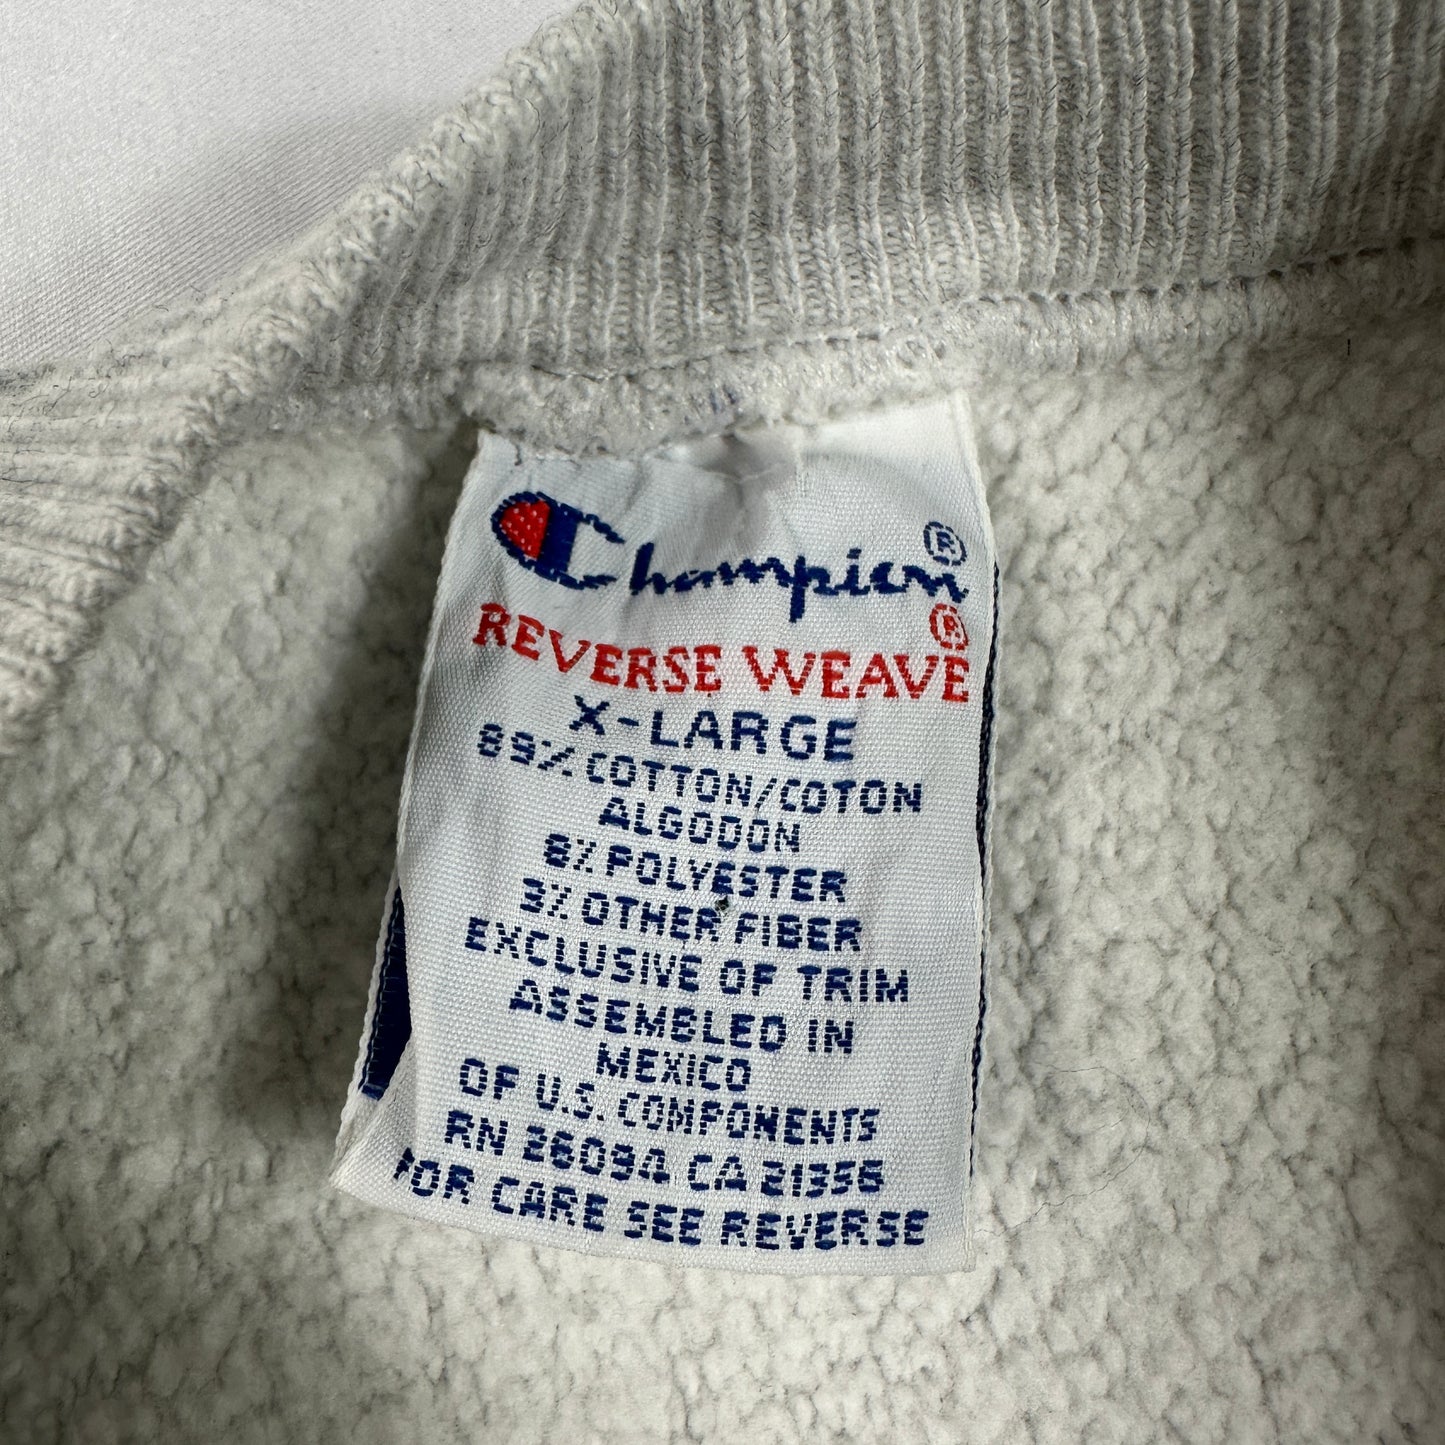 Champion®
REVERSE WEAVE®
X-LARGE
89% COTTON/COTON
ALGODON
8% POLYESTER
3% OTHER FIBER
EXCLUSIVE OF TRIM
ASSEMBLED IN
MEXICO
OF U.S. COMPONENTS
RN 26094 CA 21356
FOR CARE SEE REVERSE